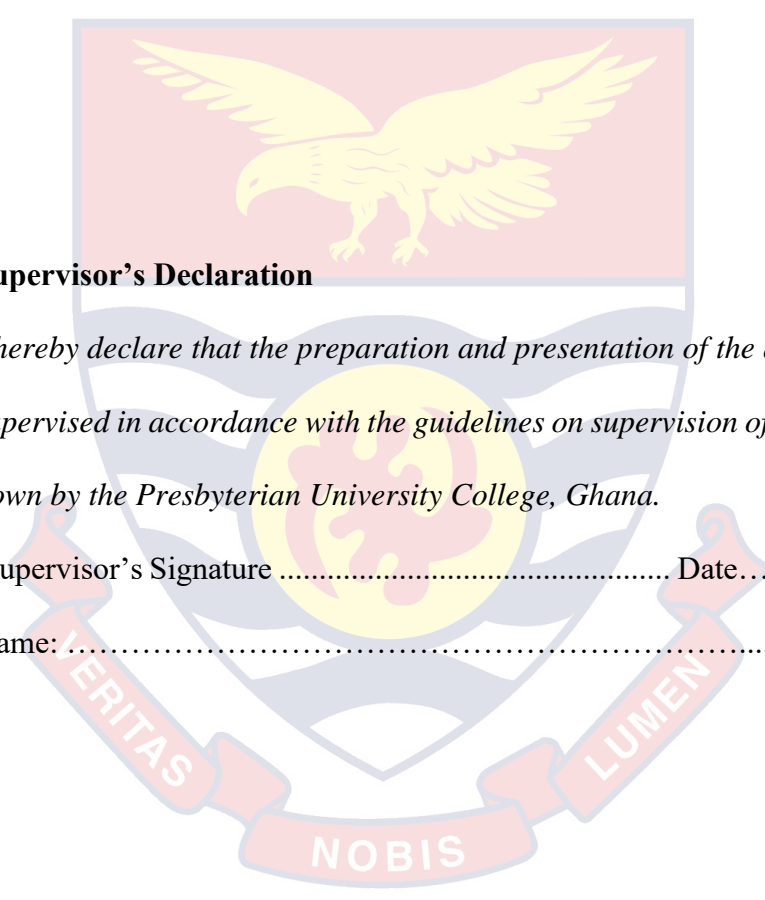 upervisor’s Declaration
hereby declare that the preparation and presentation of the
upervised in accordance with the guidelines on supervision of
own by the Presbyterian University College, Ghana.
upervisor’s Signature ............................................... Date…
ame: ……………………………………………………………....
VERITAS
NOBIS
LUMEN